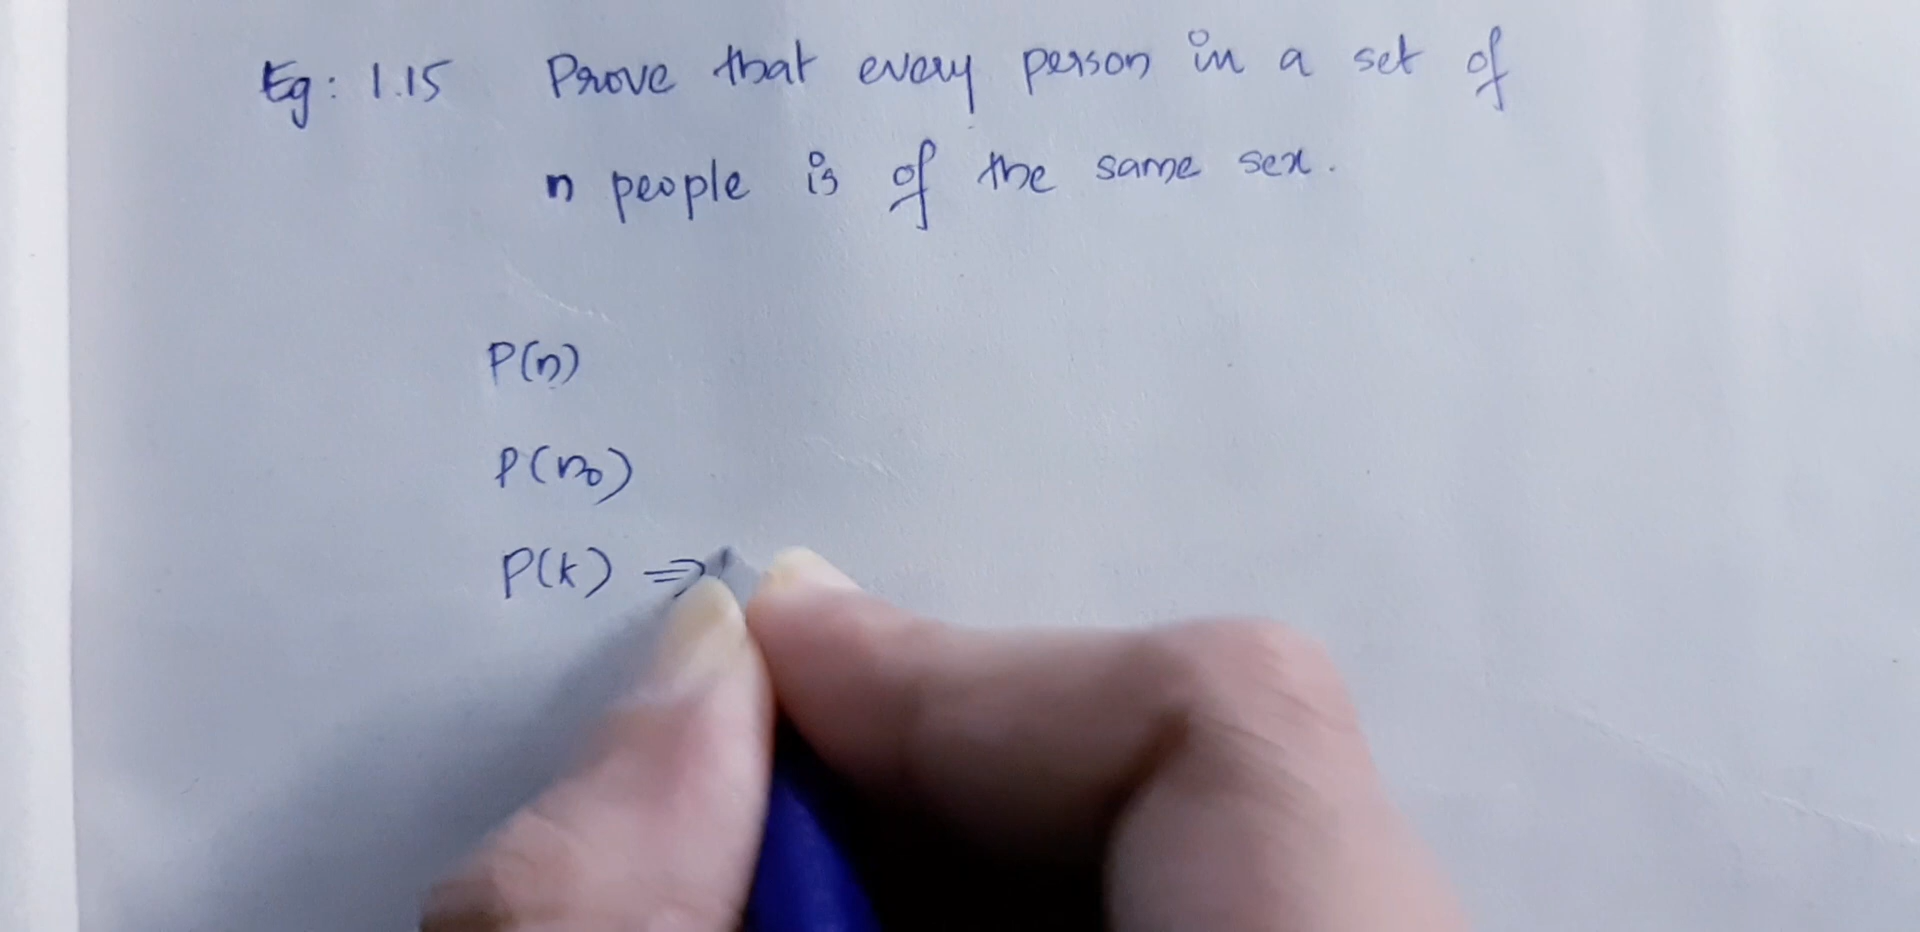 Eg: 1.15 Prove that every person in a set of
n people is of the same sex.
P(n)
P(n₀)
P(k) ⇒